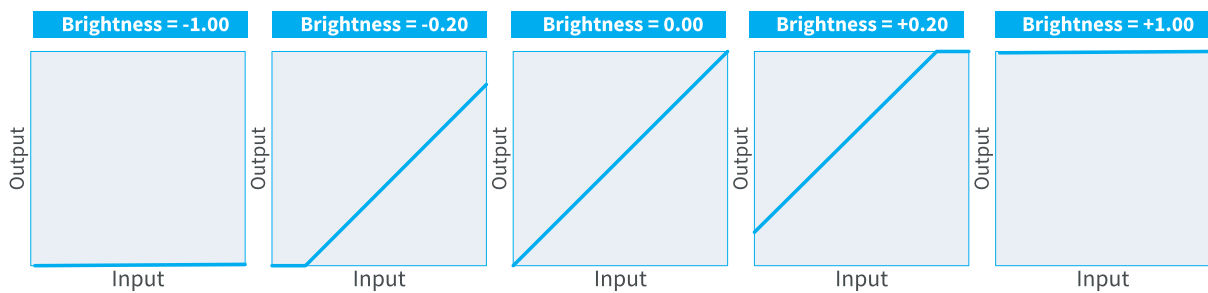 Brightness = -1.00
Brightness = -0.20
Brightness = 0.00
Brightness = +0.20
Brightness = +1.00
Output
Output
Output
Output
Output
Input
Input
Input
Input
Input